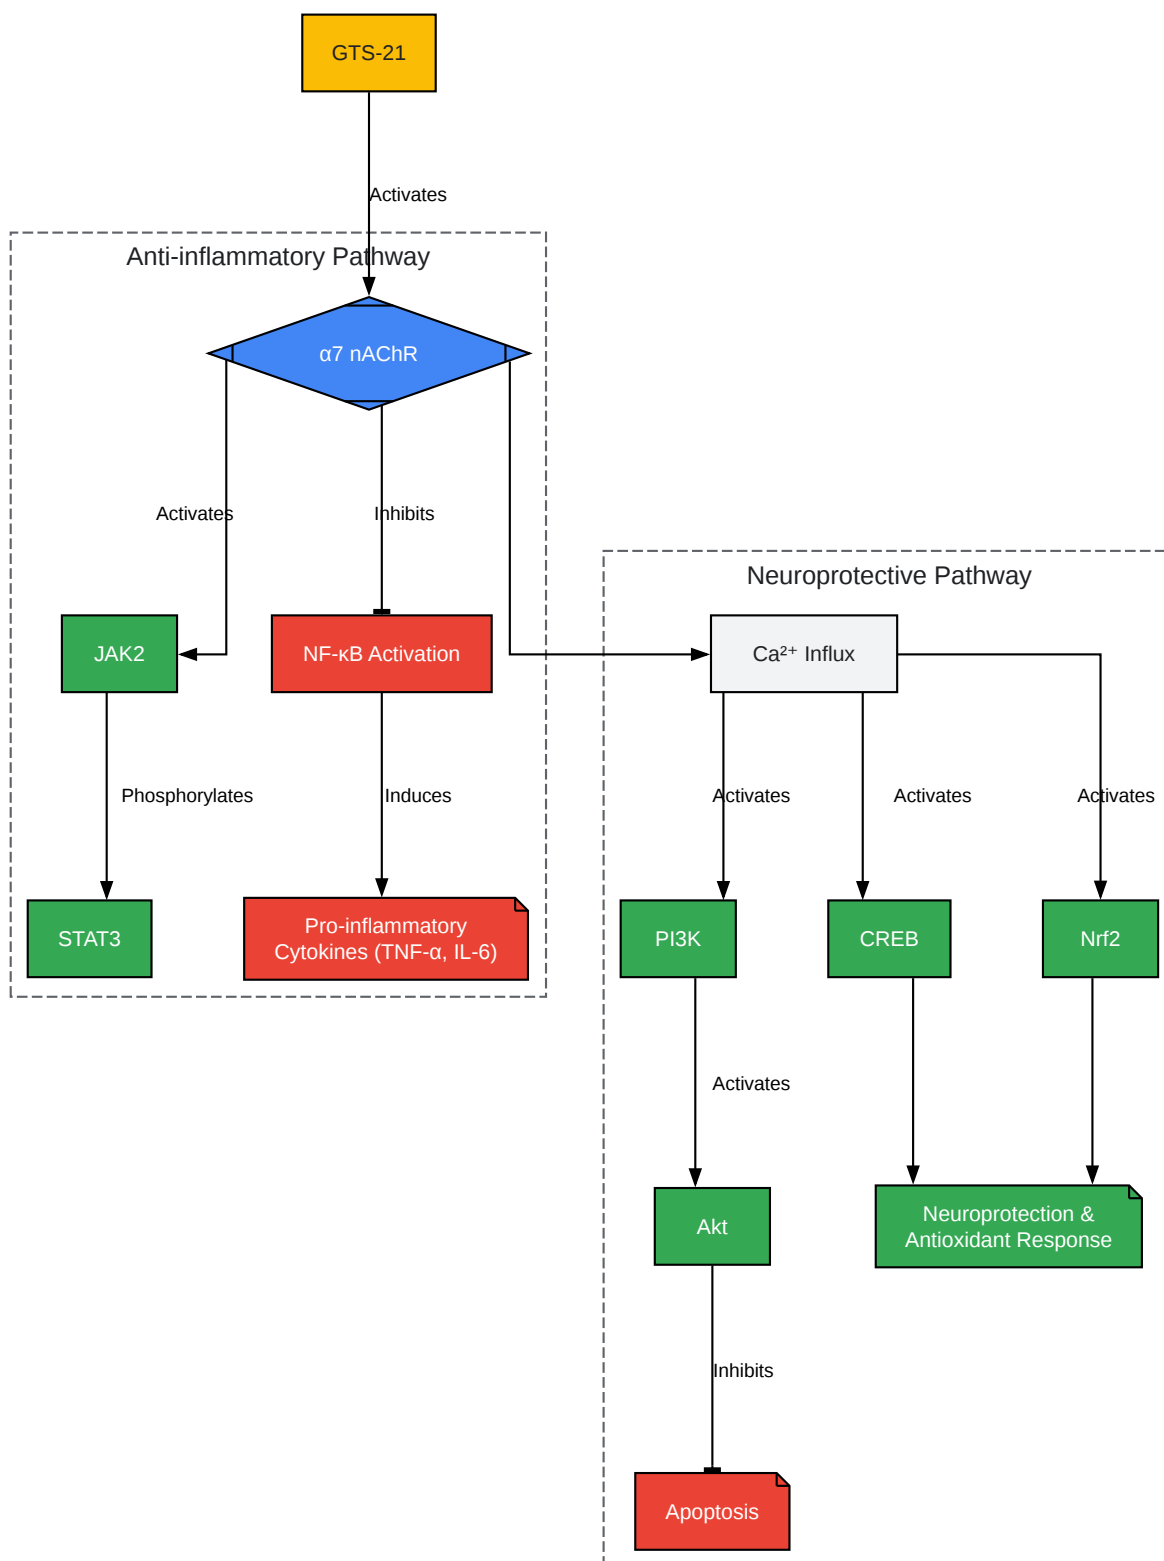 GTS-21
Activates
Anti-inflammatory Pathway
α7 nAChR
Activates
Inhibits
Neuroprotective Pathway
JAK2
NF-κB Activation
Ca²⁺ Influx
Phosphorylates
Induces
Activates
Activates
Activates
STAT3
Pro-inflammatory
Cytokines (TNF-α, IL-6)
PI3K
CREB
Nrf2
Activates
Akt
Neuroprotection &
Antioxidant Response
Inhibits
Apoptosis